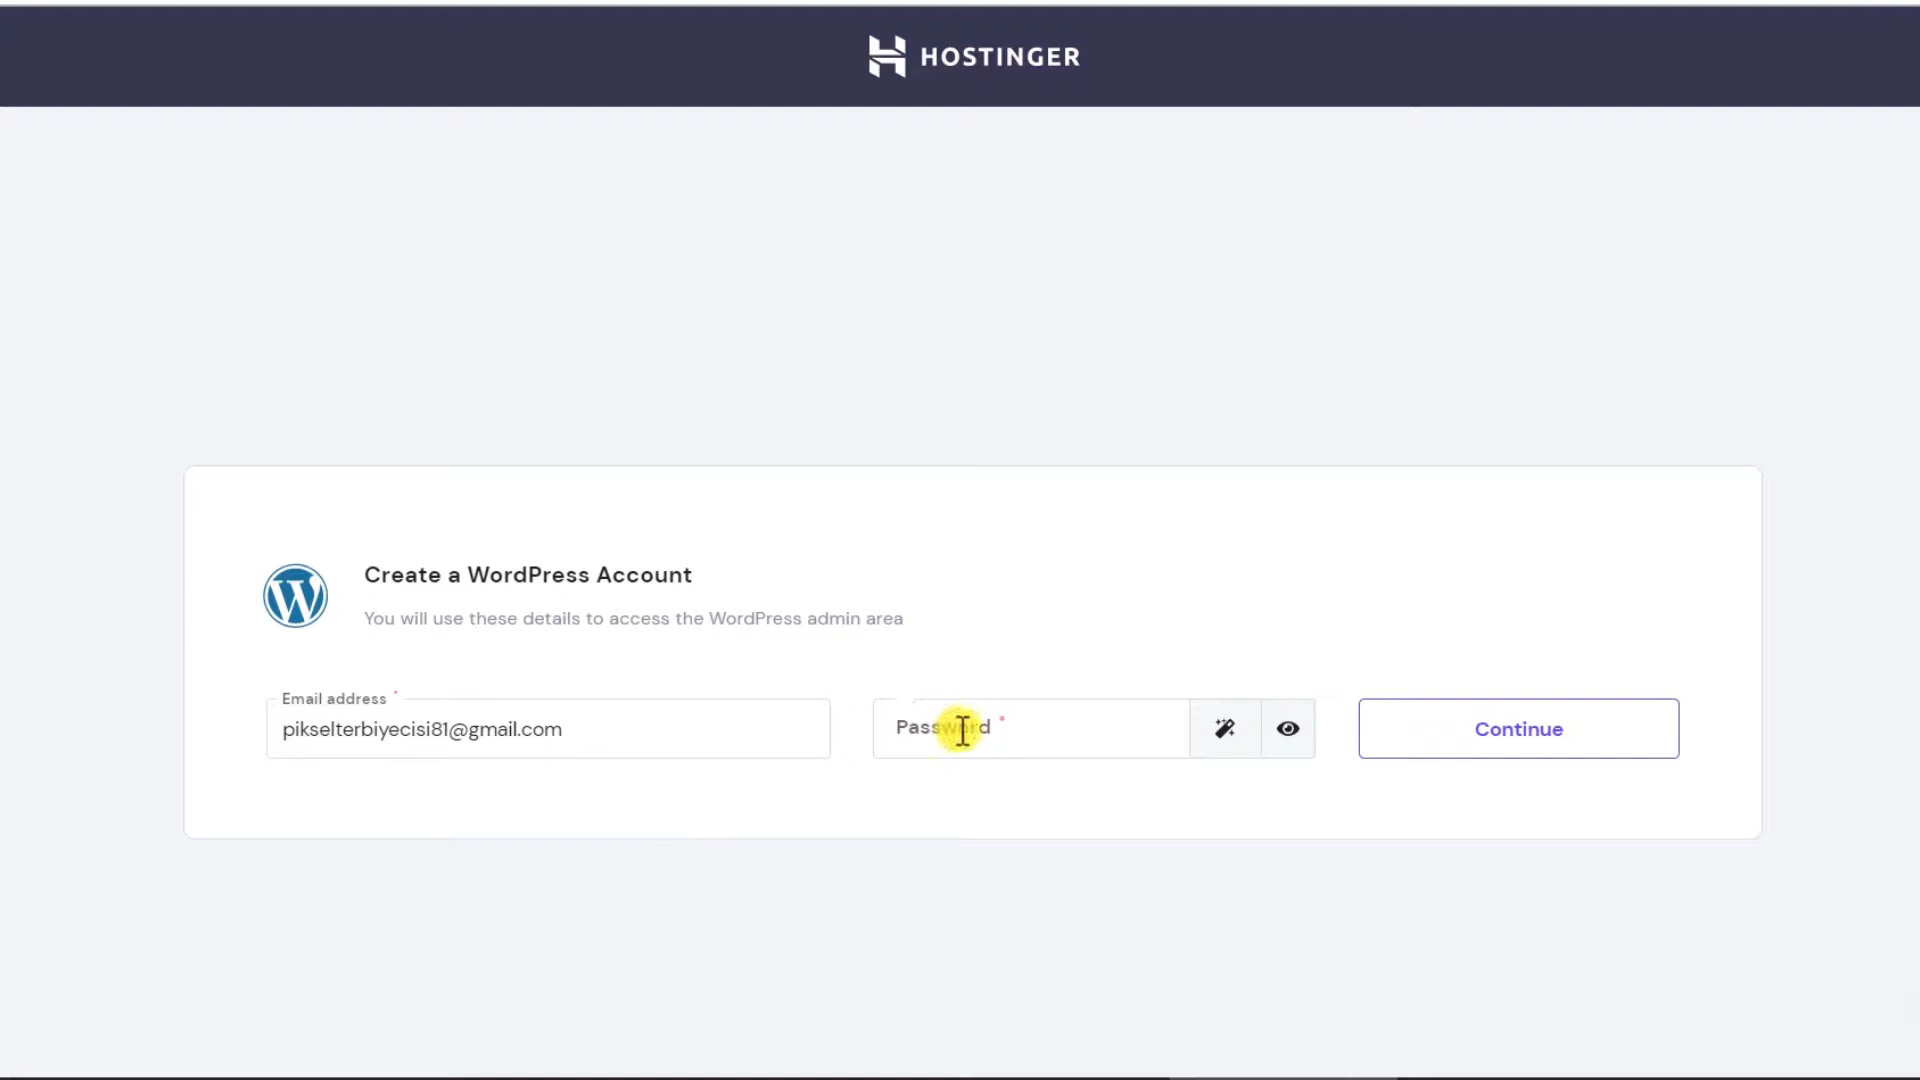 HOSTINGER
Create a WordPress Account
You will use these details to access the WordPress admin area
Email address *
pikselterbiyecisi81@gmail.com
Password *
Continue